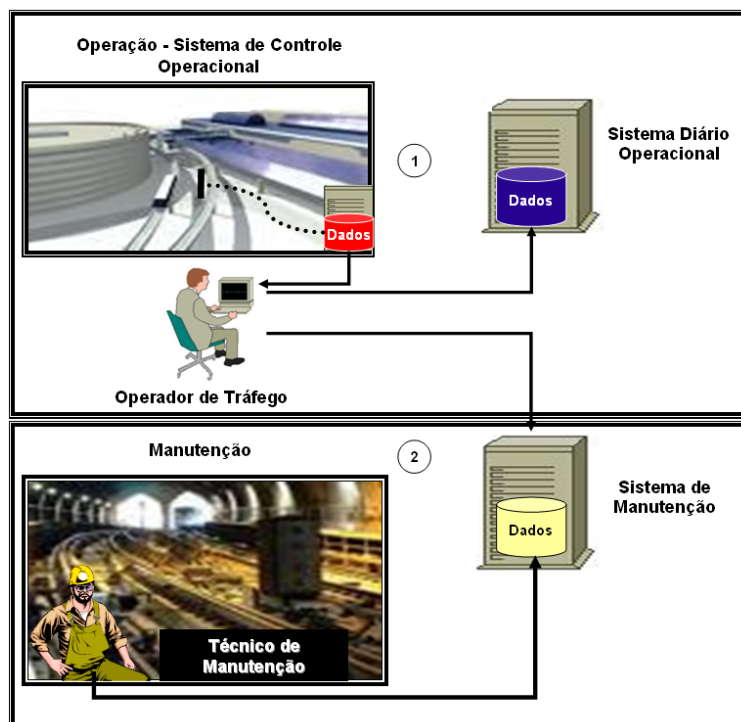 Operação - Sistema de Controle
Operacional
1
Sistema Diário
Operacional
Dados
Dados
Operador de Tráfego
Manutenção
2
Sistema de
Manutenção
Dados
Técnico de
Manutenção